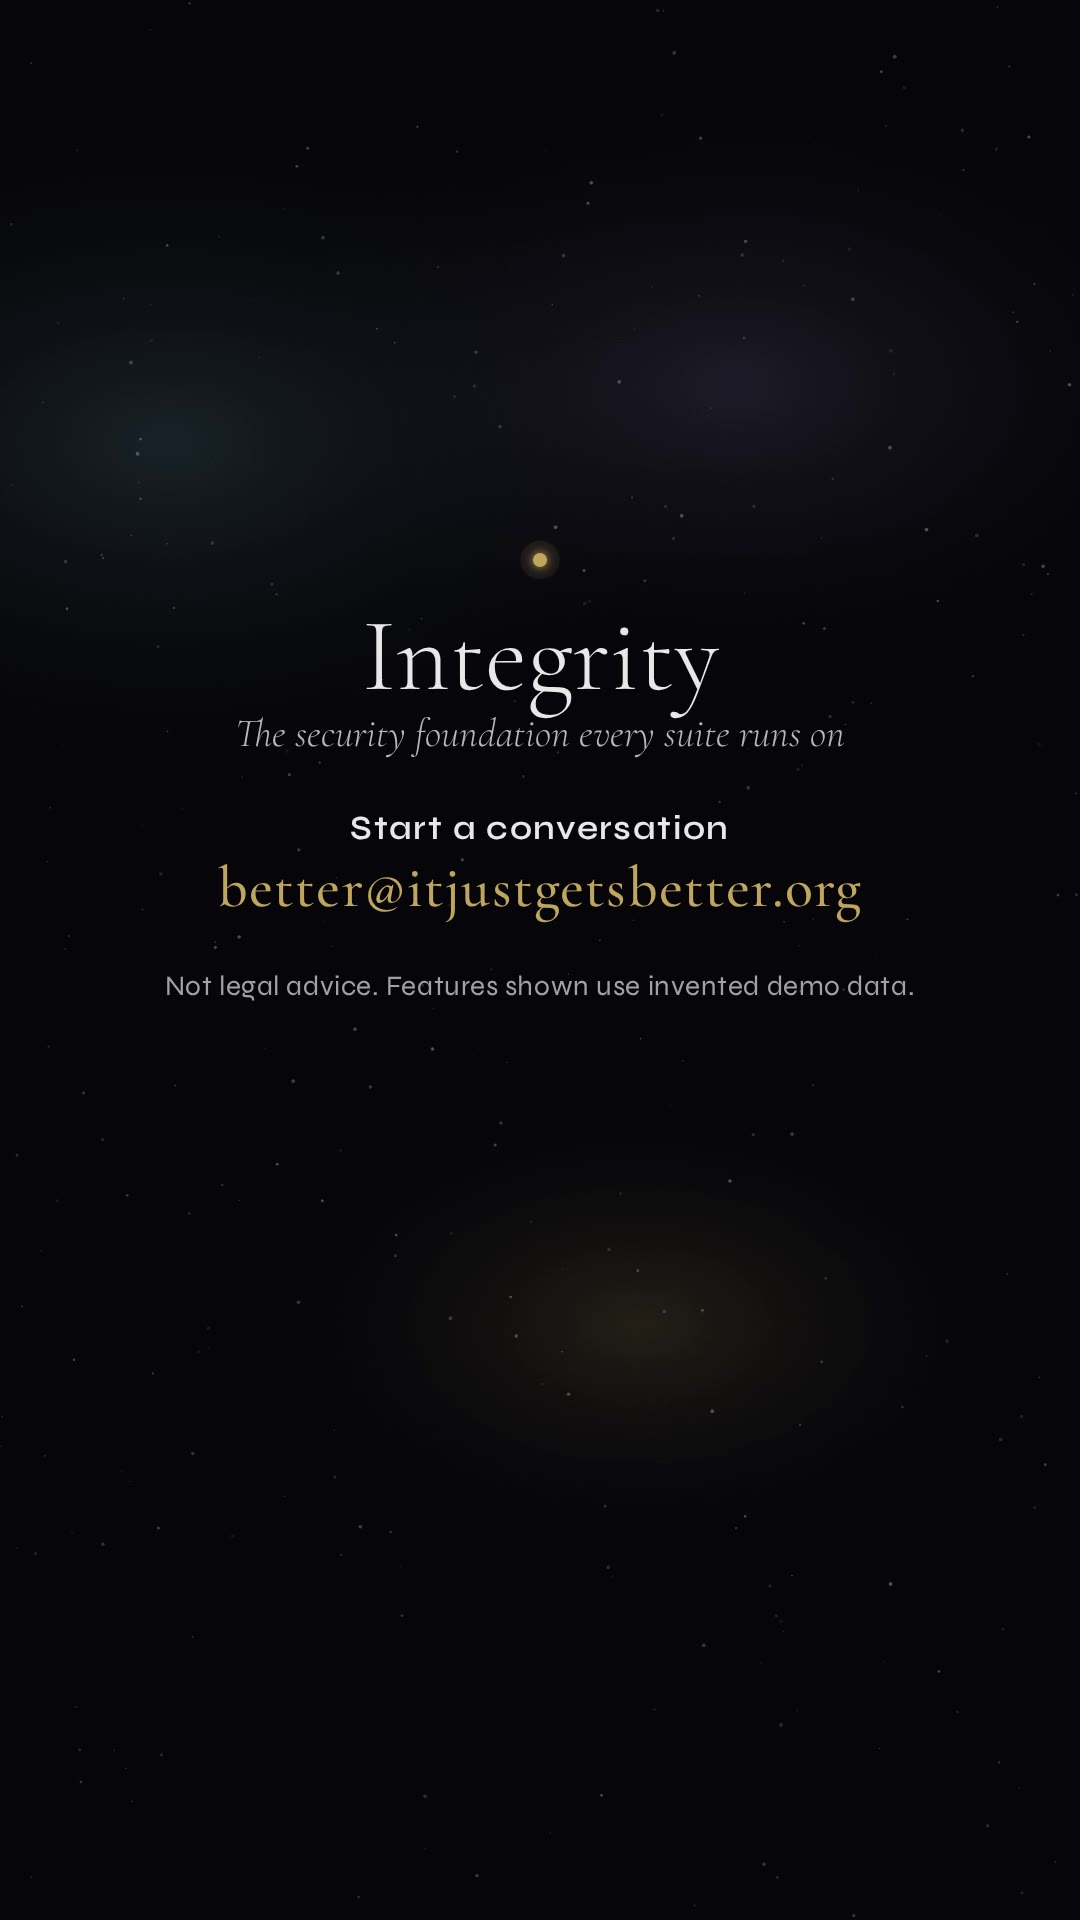 Integrity
The security foundation every suite runs on
Start a conversation
better@itjustgetsbetter.org
Not legal advice. Features shown use invented demo data.